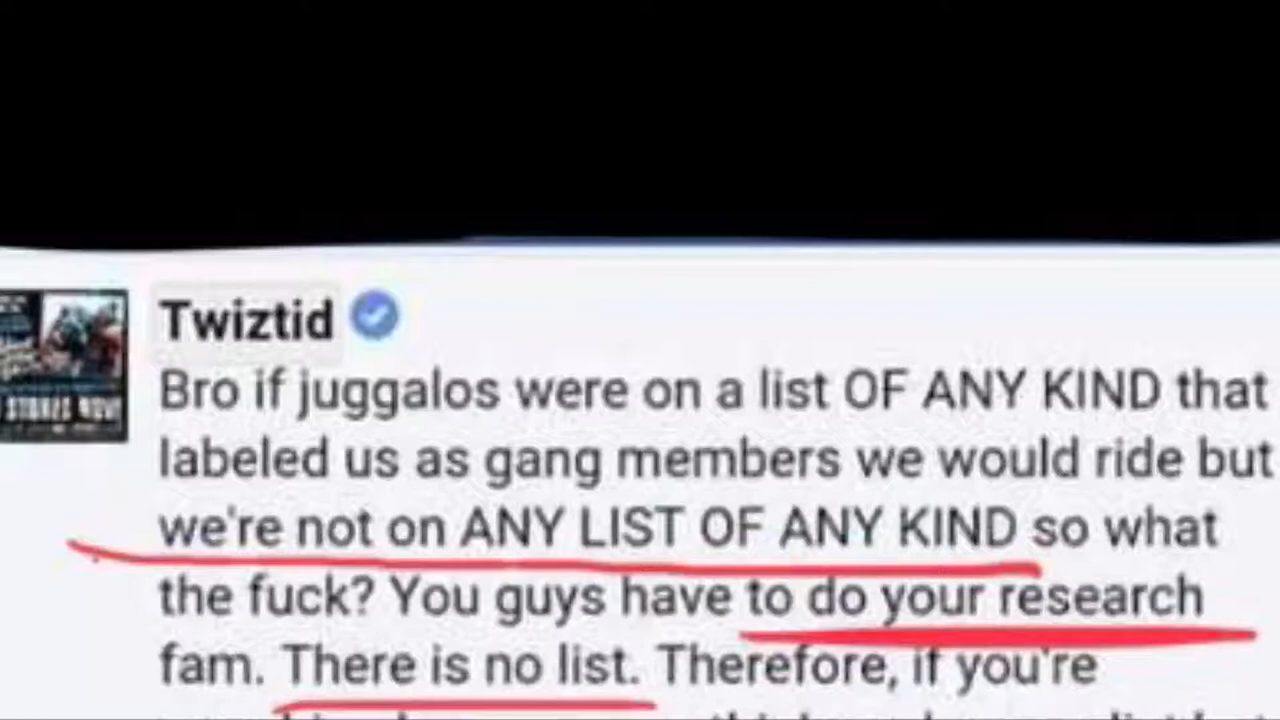 Twiztid
Bro if juggalos were on a list OF ANY KIND that
labeled us as gang members we would ride but
we're not on ANY LIST OF ANY KIND so what
the fuck? You guys have to do your research
fam. There is no list. Therefore, if you're